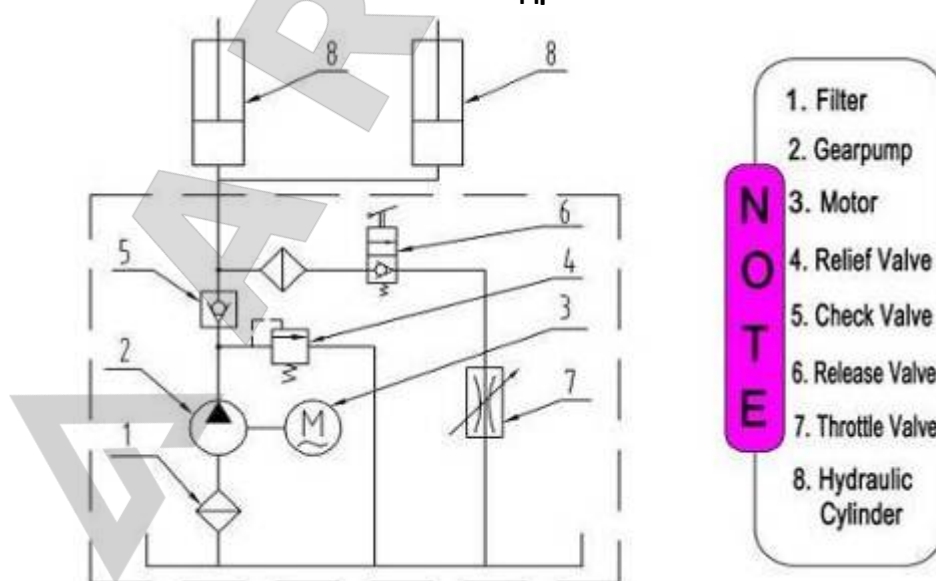 8
8
6
5
4
3
2
7
1
M
NOTE
1. Filter
2. Gearpump
3. Motor
4. Relief Valve
5. Check Valve
6. Release Valve
7. Throttle Valve
8. Hydraulic
Cylinder